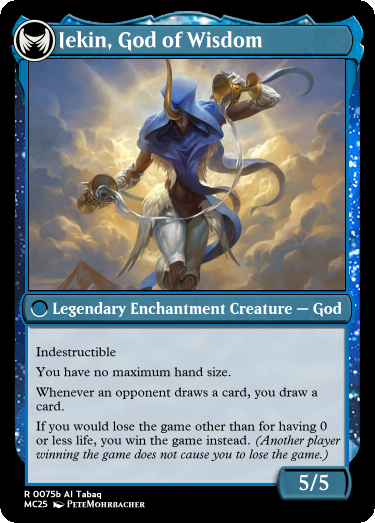 Iekin, God of Wisdom
Legendary Enchantment Creature — God
Indestructible
You have no maximum hand size.
Whenever an opponent draws a card, you draw a
card.
If you would lose the game other than for having 0
or less life, you win the game instead. (Another player
winning the game does not cause you to lose the game.)
5/5
R 0075b Al Tabaq
MC25 PeteMohrbacher